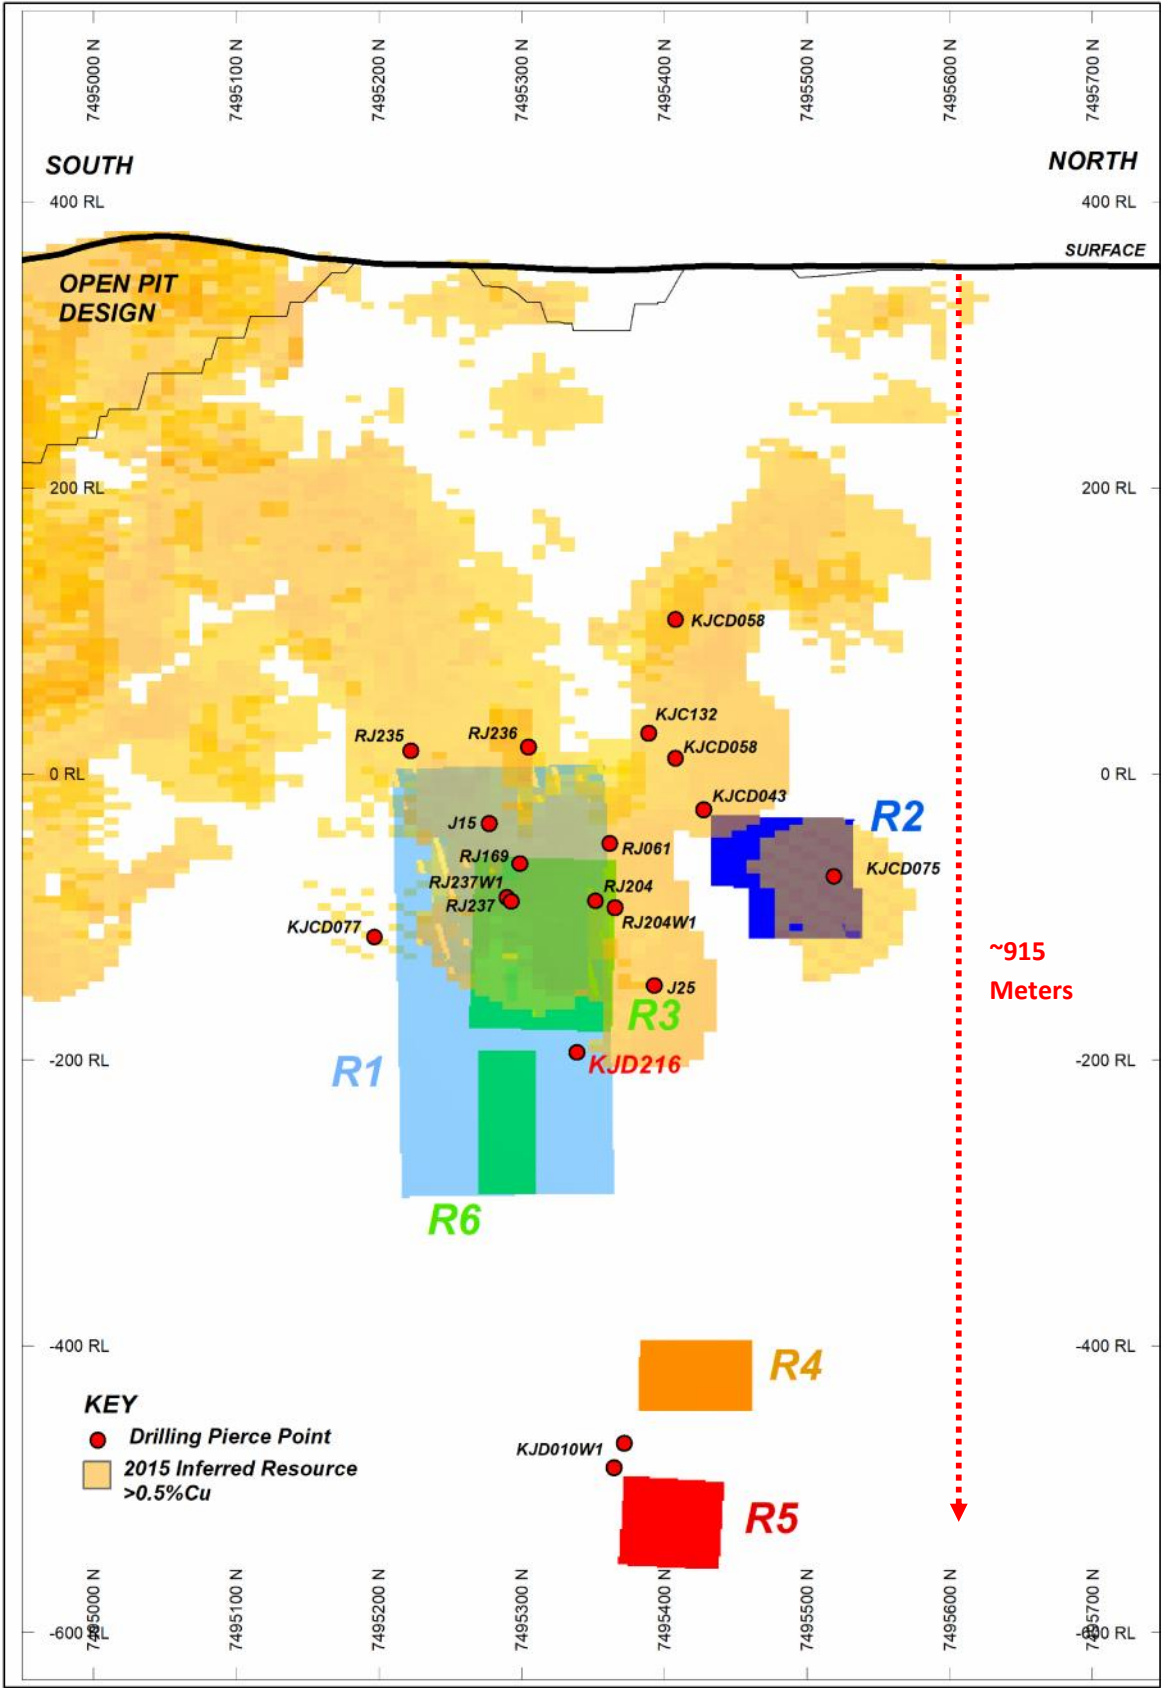 7495000 N
7495100 N
7495200 N
7495300 N
7495400 N
7495500 N
7495600 N
7495700 N
SOUTH
NORTH
400 RL
400 RL
SURFACE
OPEN PIT
DESIGN
200 RL
200 RL
KJCD058
KJC132
RJ235
RJ236
KJCD058
0 RL
0 RL
KJCD043
R2
J15
RJ061
RJ169
KJCD075
RJ237W1
RJ204
RJ237
RJ204W1
KJCD077
~915
Meters
J25
R3
R1
KJD216
-200 RL
-200 RL
R6
-400 RL
-400 RL
R4
KEY
Drilling Pierce Point
KJD010W1
2015 Inferred Resource
>0.5%Cu
R5
7495000 N
7495100 N
7495200 N
7495300 N
7495400 N
7495500 N
7495600 N
7495700 N
-600 RL
-600 RL